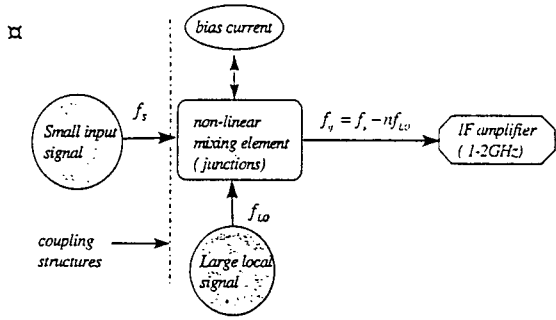 ¤
bias current
Small input
signal
f_s
non-linear
mixing element
( junctions)
f_q = f_s − nf_LO
IF amplifier
( 1-2GHz)
f_LO
coupling
structures
Large local
signal